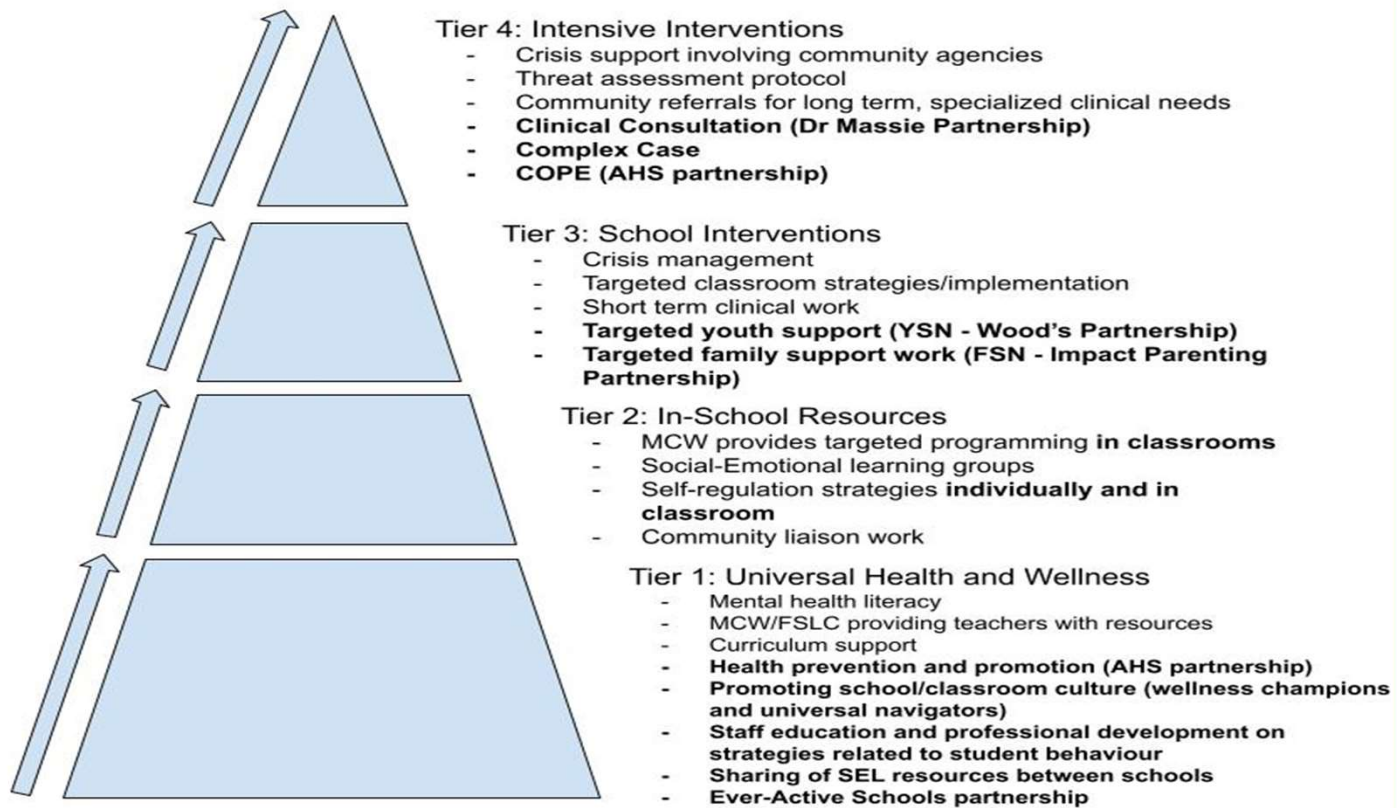 Tier 4: Intensive Interventions
- Crisis support involving community agencies
- Threat assessment protocol
- Community referrals for long term, specialized clinical needs
- Clinical Consultation (Dr Massie Partnership)
- Complex Case
- COPE (AHS partnership)
Tier 3: School Interventions
- Crisis management
- Targeted classroom strategies/implementation
- Short term clinical work
- Targeted youth support (YSN - Wood's Partnership)
- Targeted family support work (FSN - Impact Parenting
Partnership)
Tier 2: In-School Resources
- MCW provides targeted programming in classrooms
- Social-Emotional learning groups
- Self-regulation strategies individually and in
classroom
- Community liaison work
Tier 1: Universal Health and Wellness
- Mental health literacy
- MCW/FSLC providing teachers with resources
- Curriculum support
- Health prevention and promotion (AHS partnership)
- Promoting school/classroom culture (wellness champions
and universal navigators)
- Staff education and professional development on
strategies related to student behaviour
- Sharing of SEL resources between schools
- Ever-Active Schools partnership